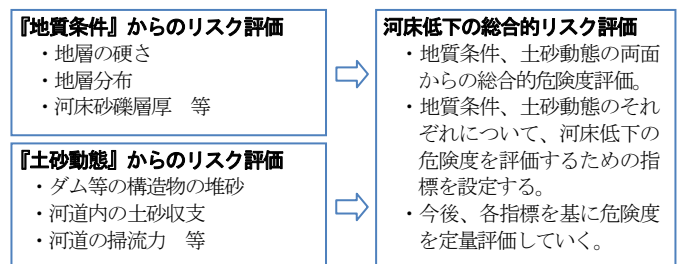 『地質条件』からのリスク評価
・地層の硬さ
・地層分布
・河床砂礫層厚　等
『土砂動態』からのリスク評価
・ダム等の構造物の堆砂
・河道内の土砂収支
・河道の掃流力　等
河床低下の総合的リスク評価
・地質条件、土砂動態の両面
からの総合的危険度評価。
・地質条件、土砂動態のそれ
ぞれについて、河床低下の
危険度を評価するための指
標を設定する。
・今後、各指標を基に危険度
を定量評価していく。